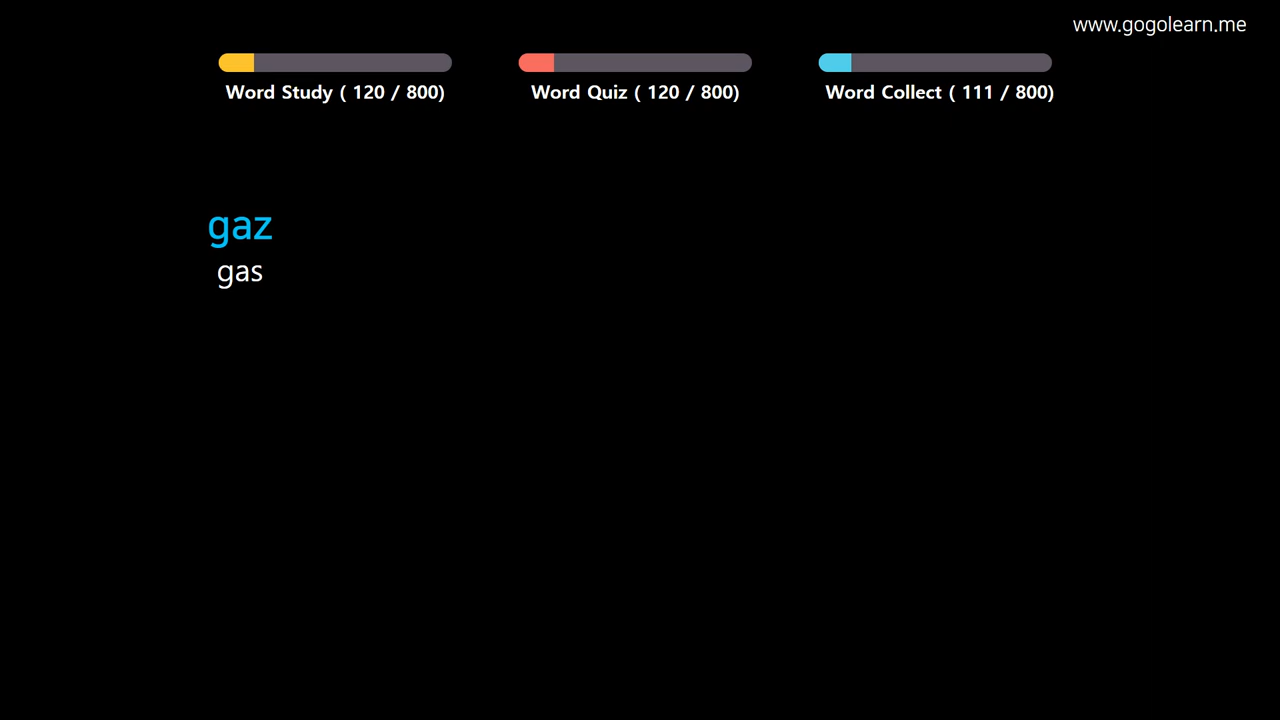 www.gogolearn.me
Word Study ( 120 / 800)
Word Quiz ( 120 / 800)
Word Collect ( 111 / 800)
gaz
gas